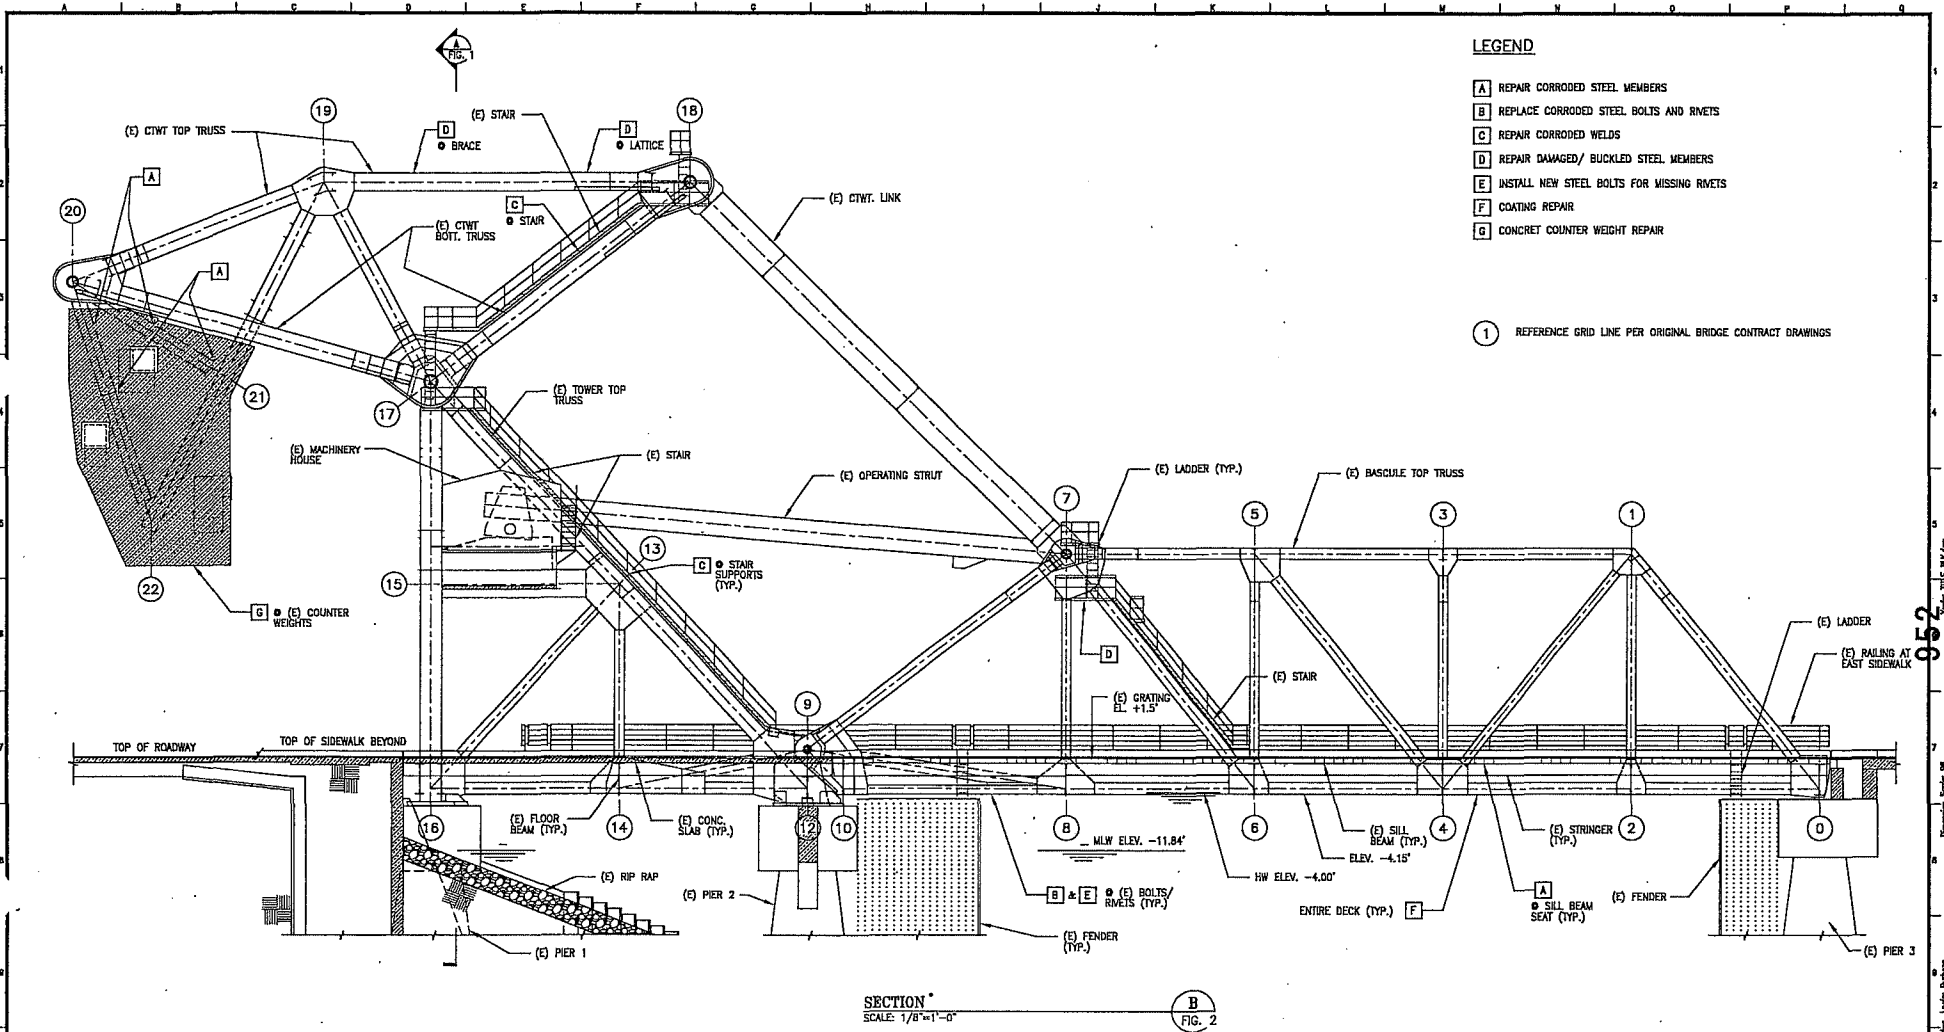 A B C D E F G H I J K L M N O P Q
A
FIG. 1
LEGEND
A REPAIR CORRODED STEEL MEMBERS
B REPLACE CORRODED STEEL BOLTS AND RIVETS
C REPAIR CORRODED WELDS
D REPAIR DAMAGED/ BUCKLED STEEL MEMBERS
E INSTALL NEW STEEL BOLTS FOR MISSING RIVETS
F COATING REPAIR
G CONCRET COUNTER WEIGHT REPAIR
1 REFERENCE GRID LINE PER ORIGINAL BRIDGE CONTRACT DRAWINGS
19
18
(E) STAIR
(E) CTWT TOP TRUSS
D
@ BRACE
D
@ LATTICE
A
20
C
@ STAIR
(E) CTWT. LINK
(E) CTWT
BOTT. TRUSS
A
21
17
(E) TOWER TOP
TRUSS
(E) MACHINERY
HOUSE
(E) STAIR
(E) OPERATING STRUT
(E) LADDER (TYP.)
(E) BASCULE TOP TRUSS
7
5
3
1
13
15
C @ STAIR
SUPPORTS
(TYP.)
22
G @ (E) COUNTER
WEIGHTS
D
(E) LADDER
(E) RAILING AT
EAST SIDEWALK
952
(E) STAIR
(E) GRATING
EL. +1.5'
9
TOP OF ROADWAY
TOP OF SIDEWALK BEYOND
16
(E) FLOOR
BEAM (TYP.)
14
(E) CONC.
SLAB (TYP.)
12
10
8
6
4
2
0
MLW ELEV. -11.84'
(E) SILL
BEAM (TYP.)
(E) STRINGER
(TYP.)
ELEV. -4.15'
HW ELEV. -4.00'
(E) RIP RAP
(E) PIER 2
B & E @ (E) BOLTS/
RIVETS (TYP.)
ENTIRE DECK (TYP.) F
A
@ SILL BEAM
SEAT (TYP.)
(E) FENDER
(E) FENDER
(TYP.)
(E) PIER 1
(E) PIER 3
SECTION
SCALE: 1/8"=1'-0"
B
FIG. 2